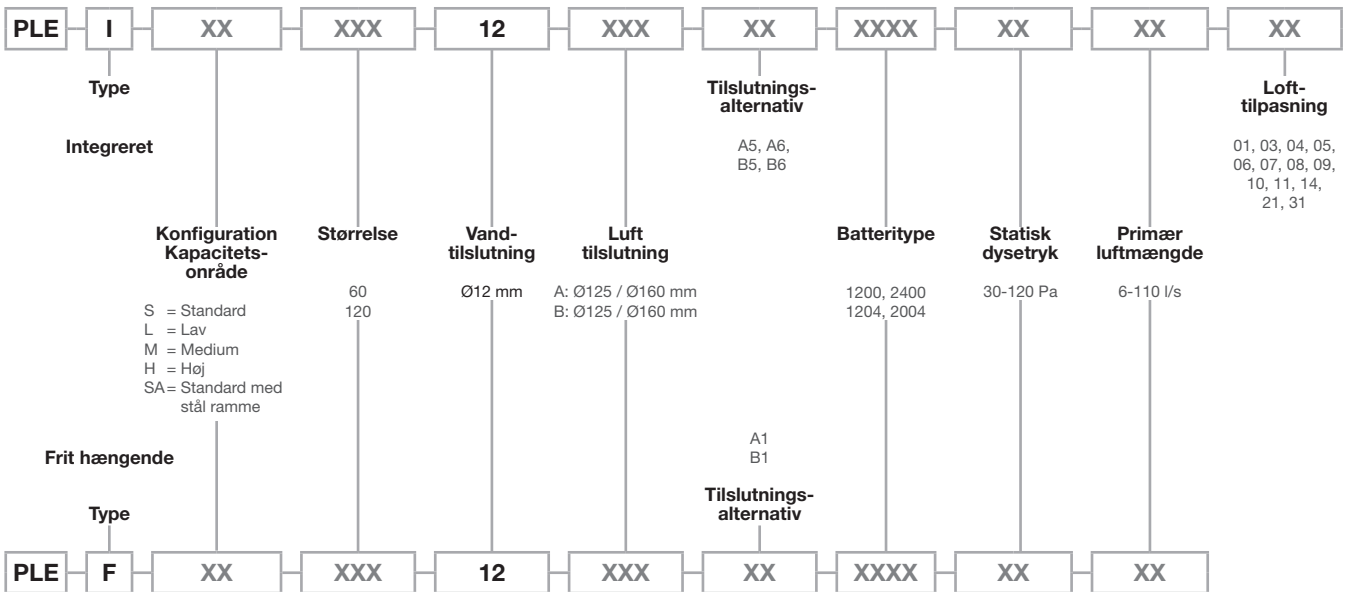 PLE I XX XXX 12 XXX XX XXXX XX XX XX
Type
Tilslutnings-
alternativ
Loft-
tilpasning
Integreret
A5, A6,
B5, B6
01, 03, 04, 05,
06, 07, 08, 09,
10, 11, 14,
21, 31
Konfiguration
Kapacitets-
område
S = Standard
L = Lav
M = Medium
H = Høj
SA = Standard med
stål ramme
Størrelse
60
120
Vand-
tilslutning
Ø12 mm
Luft
tilslutning
A: Ø125 / Ø160 mm
B: Ø125 / Ø160 mm
Batteritype
1200, 2400
1204, 2004
Statisk
dysetryk
30-120 Pa
Primær
luftmængde
6-110 l/s
Frit hængende
A1
B1
Tilslutnings-
alternativ
Type
PLE F XX XXX 12 XXX XX XXXX XX XX